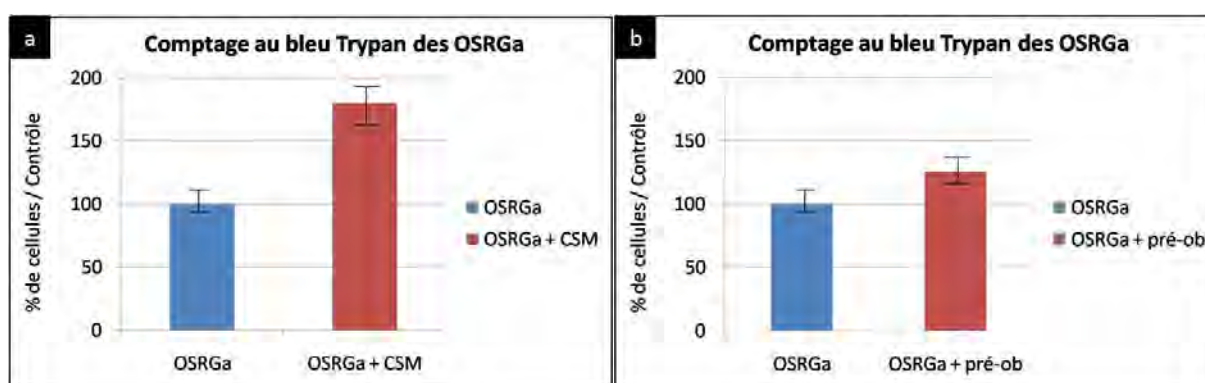 a
Comptage au bleu Trypan des OSRGa
% de cellules / Contrôle
200
150
100
50
0
OSRGa
OSRGa + CSM
OSRGa
OSRGa + CSM
b
Comptage au bleu Trypan des OSRGa
% de cellules / Contrôle
200
150
100
50
0
OSRGa
OSRGa + pré-ob
OSRGa
OSRGa + pré-ob